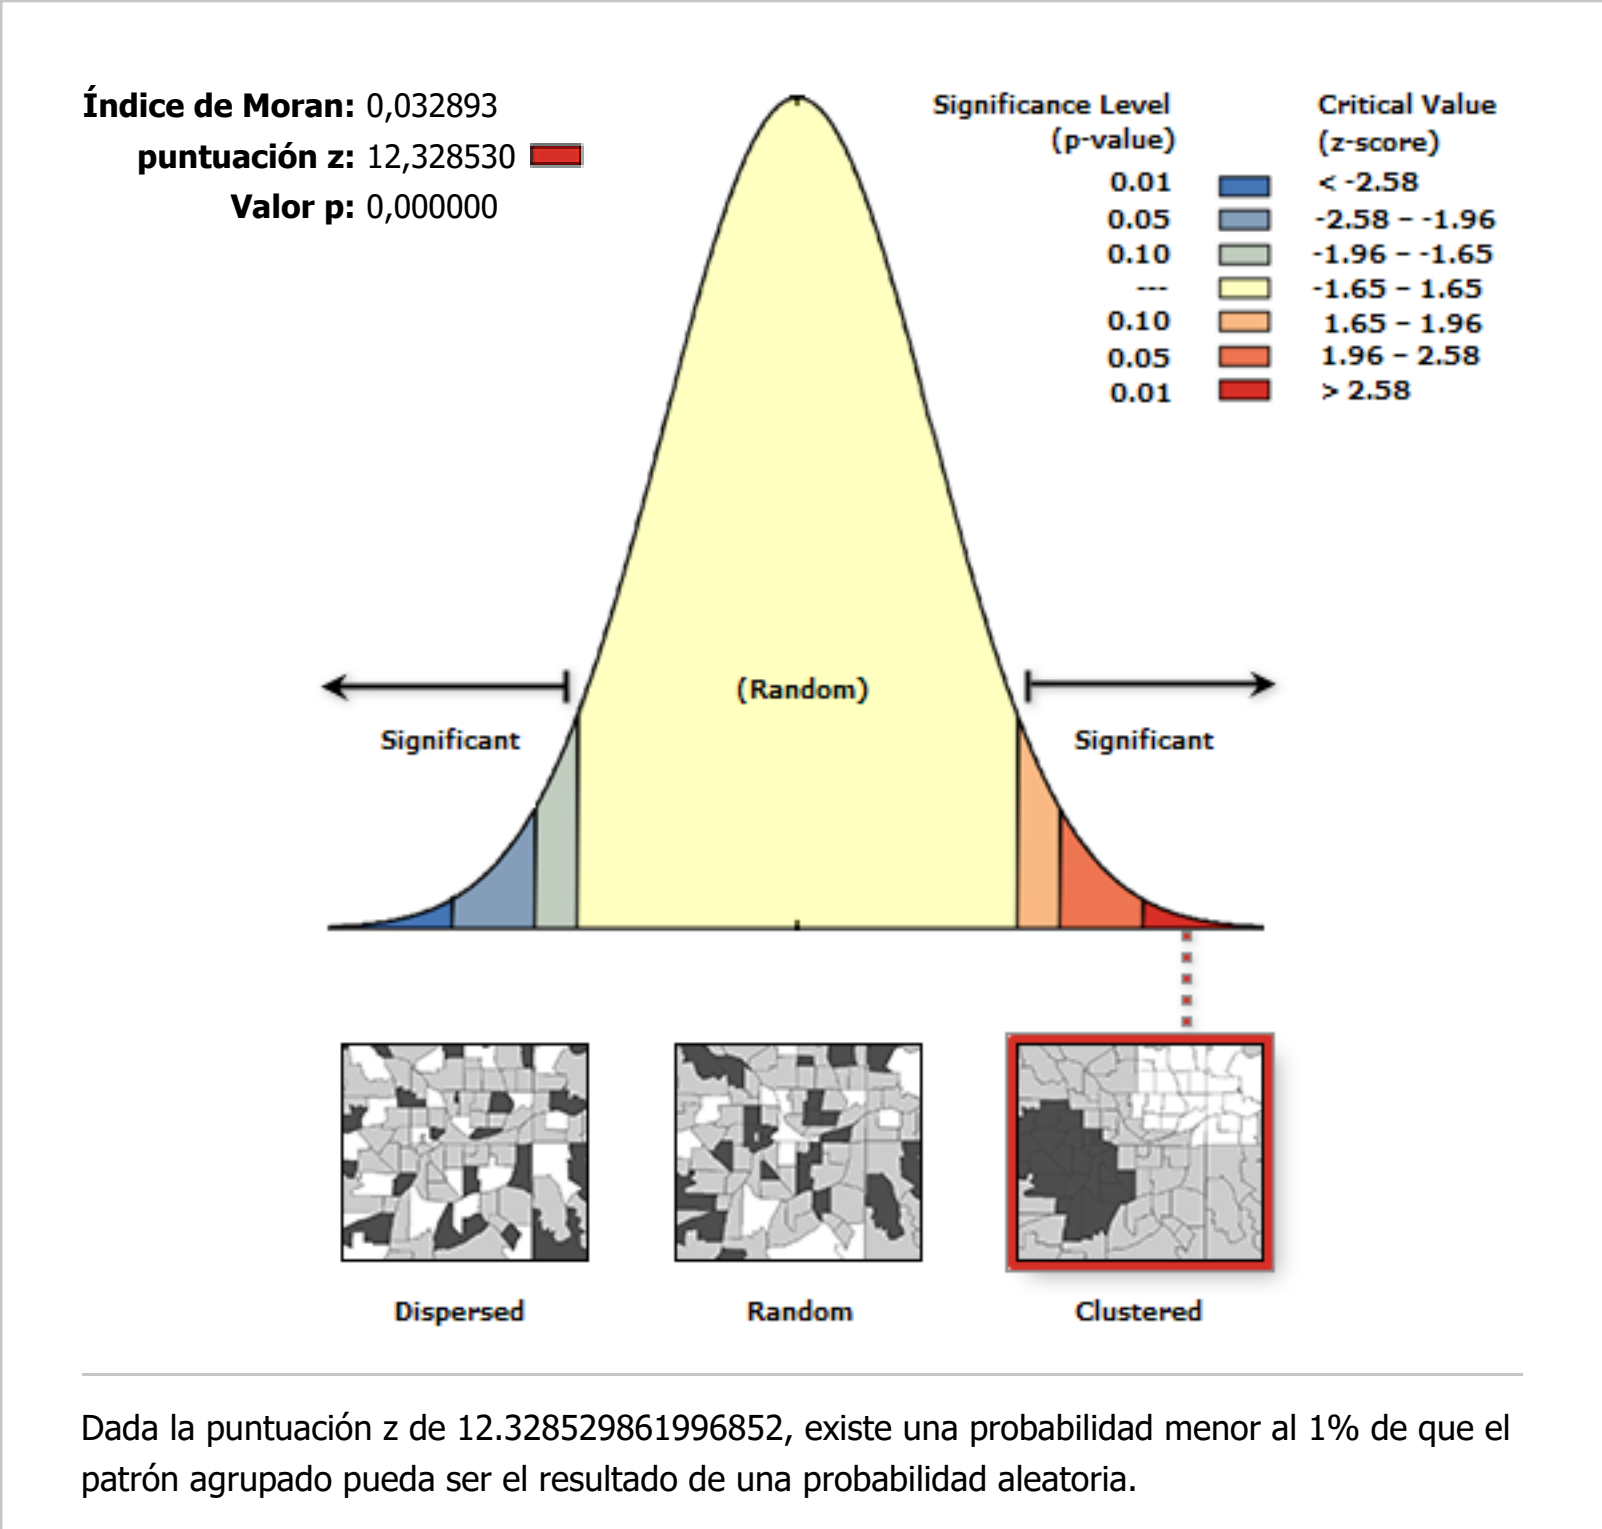 Índice de Moran: 0,032893
puntuación z: 12,328530
Valor p: 0,000000
Significance Level
(p-value)
Critical Value
(z-score)
0.01 < -2.58
0.05 -2.58 – -1.96
0.10 -1.96 – -1.65
--- -1.65 – 1.65
0.10 1.65 – 1.96
0.05 1.96 – 2.58
0.01 > 2.58
(Random)
Significant
Significant
Dispersed
Random
Clustered
Dada la puntuación z de 12.328529861996852, existe una probabilidad menor al 1% de que el
patrón agrupado pueda ser el resultado de una probabilidad aleatoria.